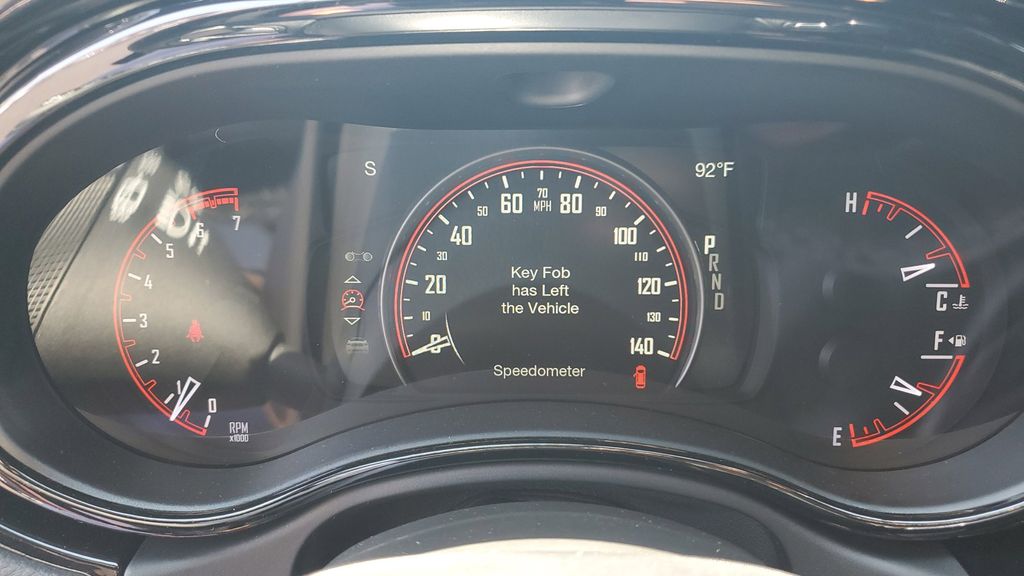 S
92°F
7
6
5
4
3
2
1
0
RPM
x1000
0
10
20
30
40
50
60
70
MPH
80
90
100
110
120
130
140
Key Fob
has Left
the Vehicle
Speedometer
P
R
N
D
H
C
F
E